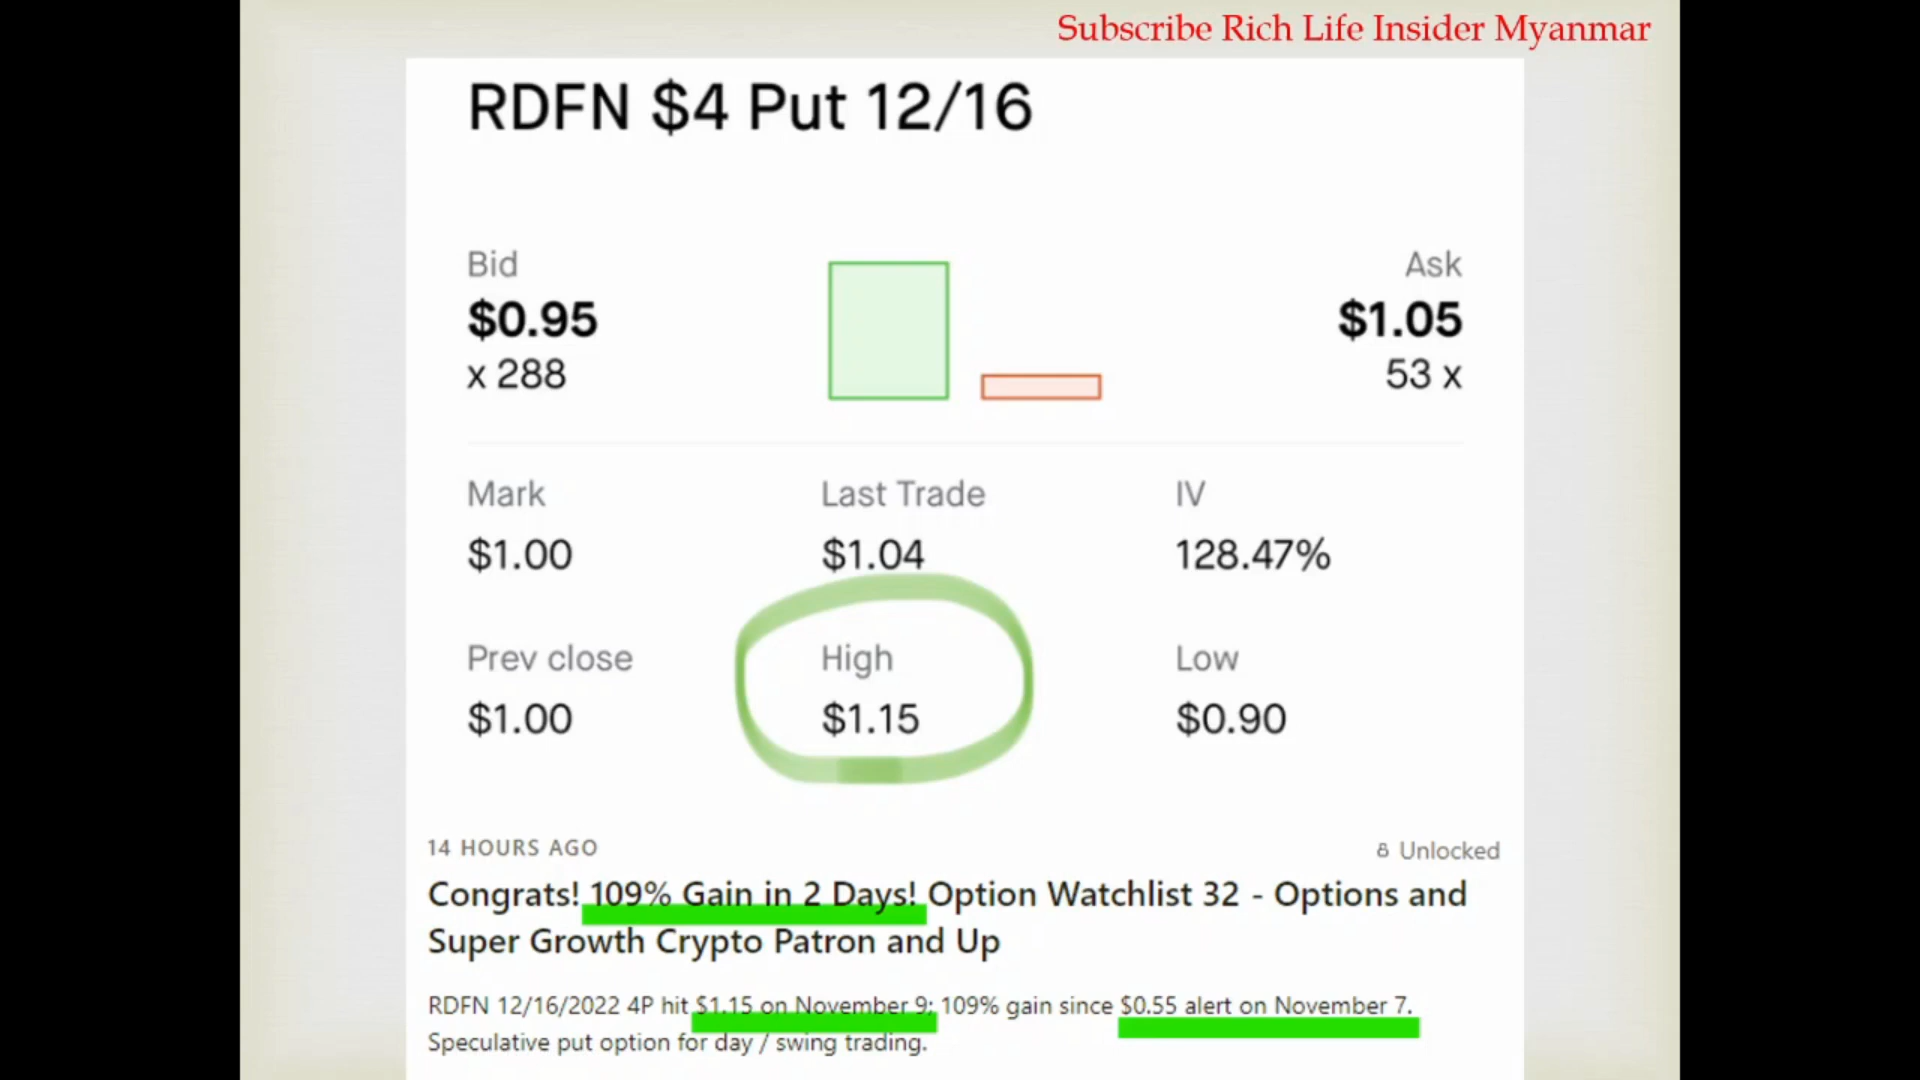 Subscribe Rich Life Insider Myanmar
RDFN $4 Put 12/16
Bid Ask
$0.95 $1.05
x 288 53 x
Mark Last Trade IV
$1.00 $1.04 128.47%
Prev close High Low
$1.00 $1.15 $0.90
14 HOURS AGO Unlocked
Congrats! 109% Gain in 2 Days! Option Watchlist 32 - Options and
Super Growth Crypto Patron and Up
RDFN 12/16/2022 4P hit $1.15 on November 9; 109% gain since $0.55 alert on November 7.
Speculative put option for day / swing trading.